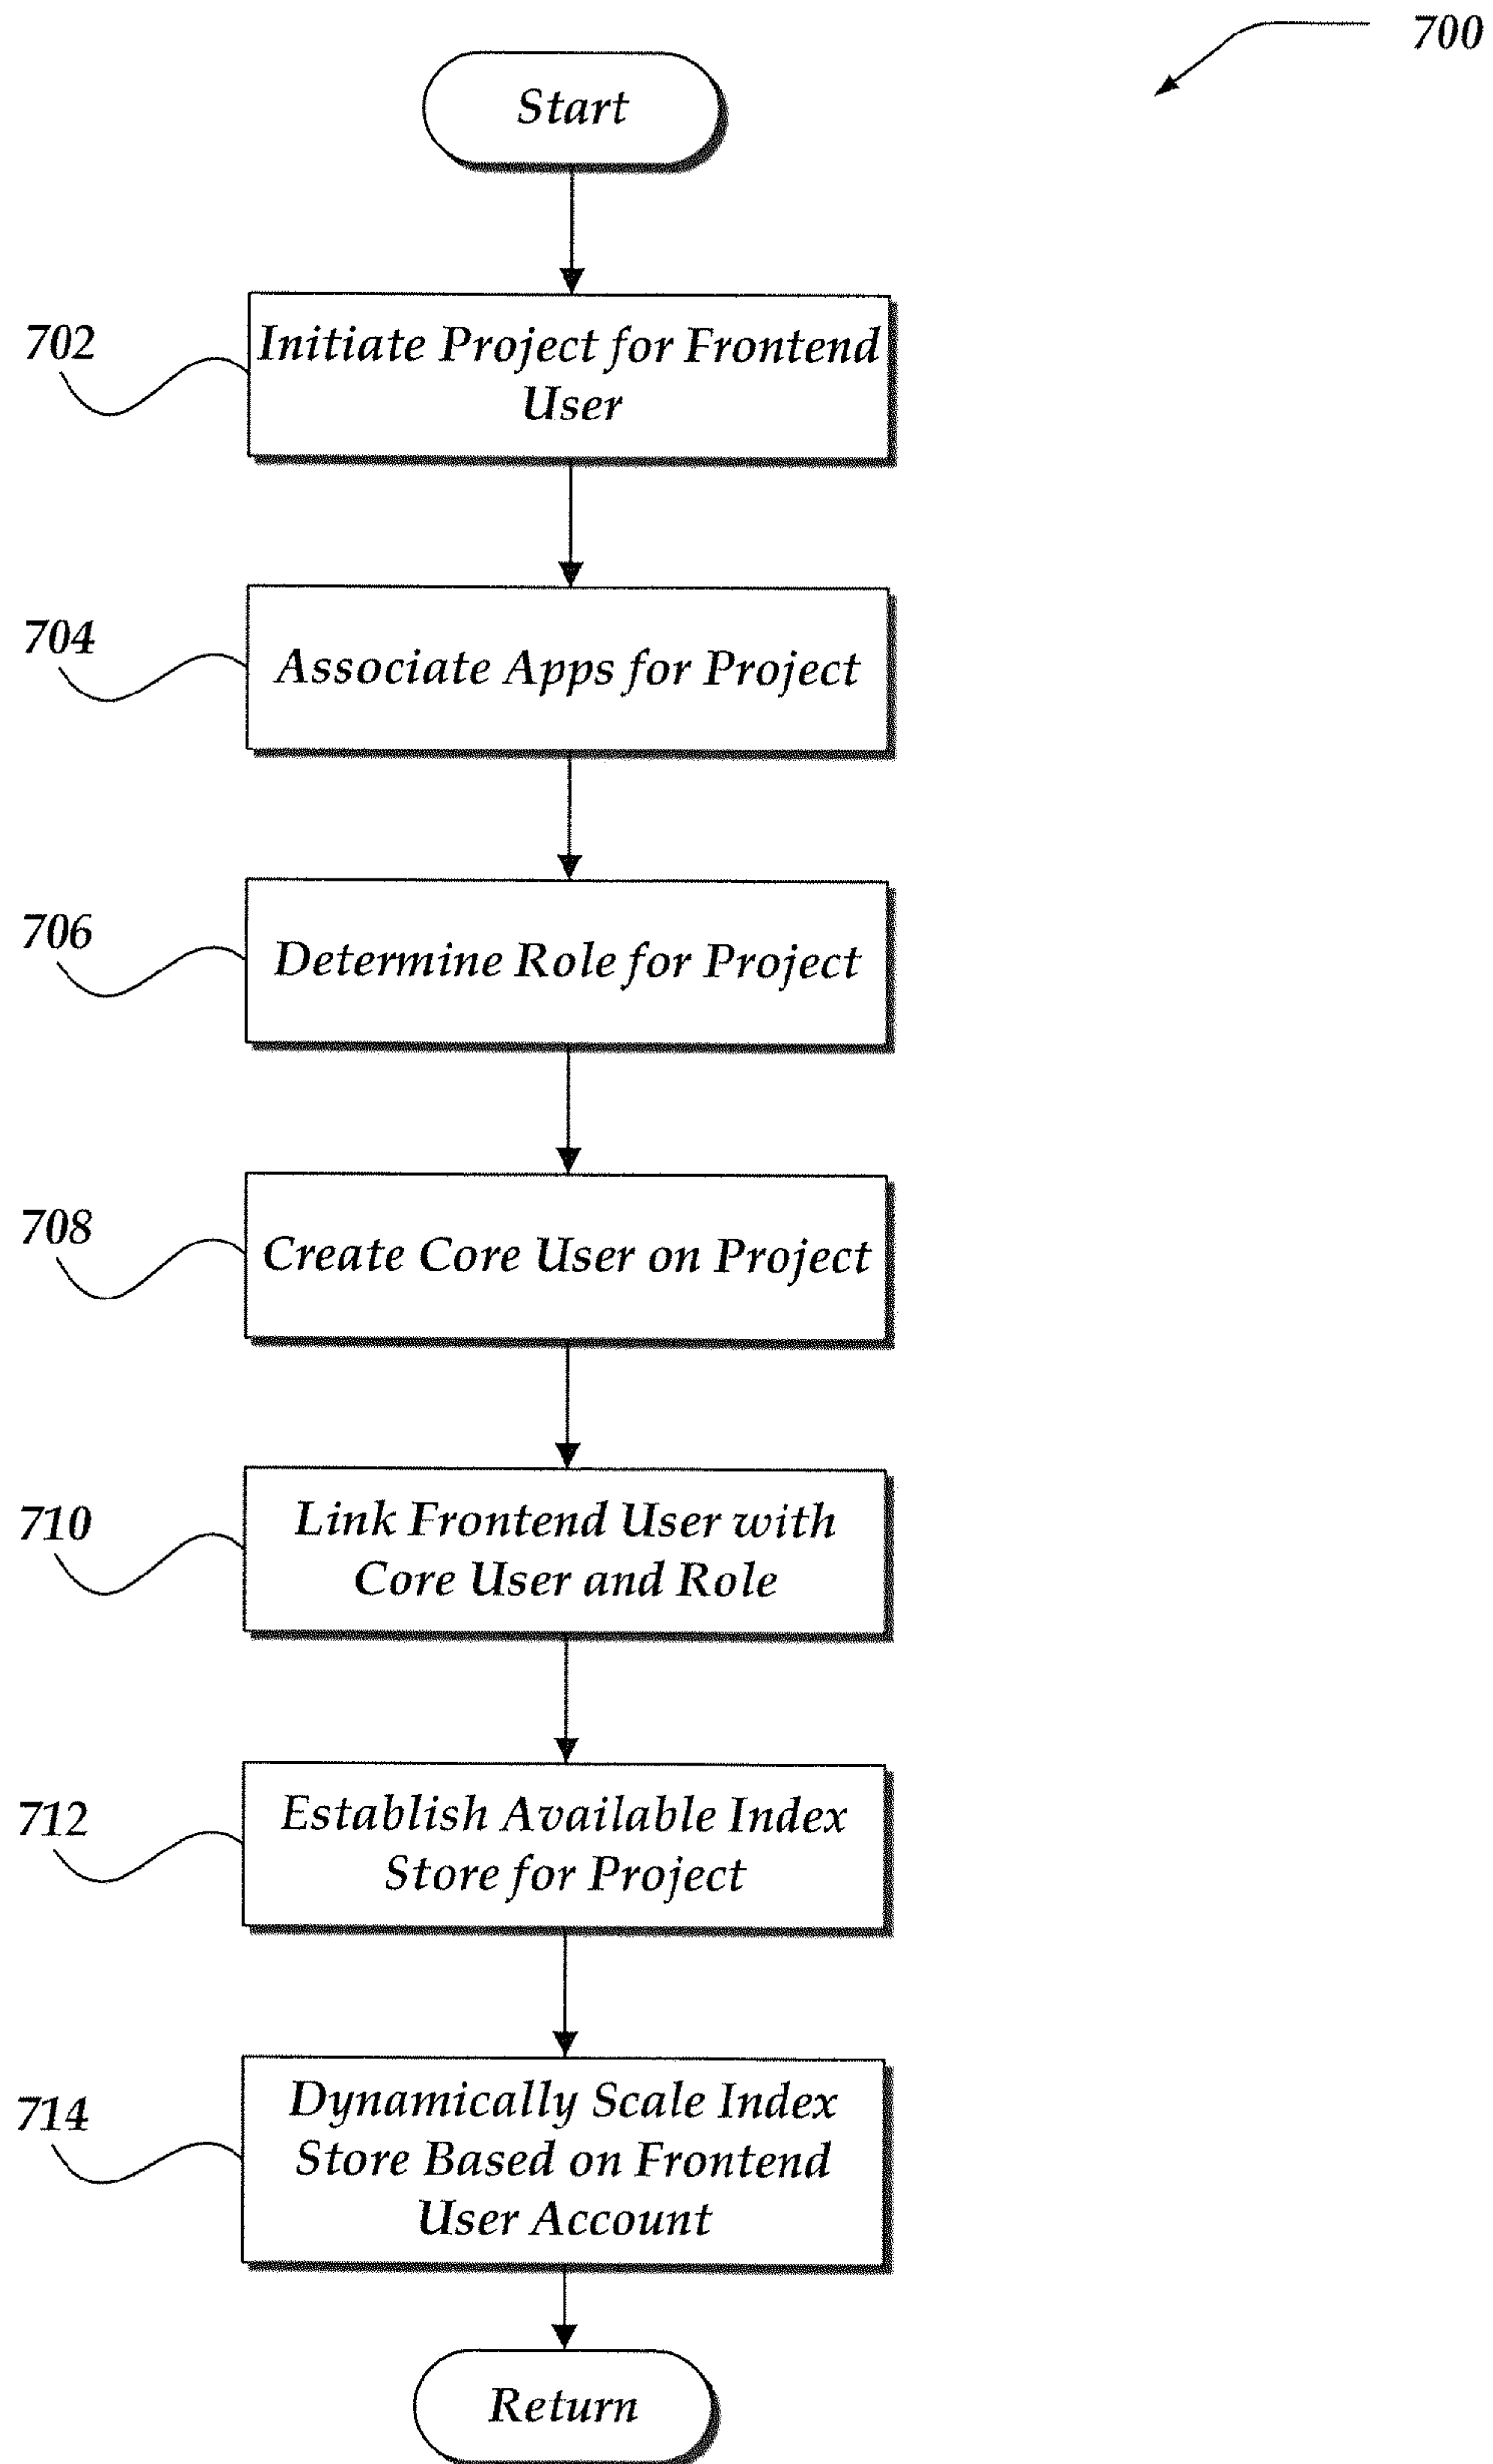 700
Start
702
Initiate Project for Frontend
User
704
Associate Apps for Project
706
Determine Role for Project
708
Create Core User on Project
710
Link Frontend User with
Core User and Role
712
Establish Available Index
Store for Project
714
Dynamically Scale Index
Store Based on Frontend
User Account
Return